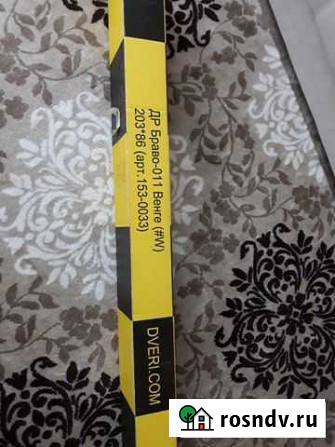 ДР Браво-011 Венге (#W)
203*86 (арт.153-0033)
DVERI.COM
rosndv.ru